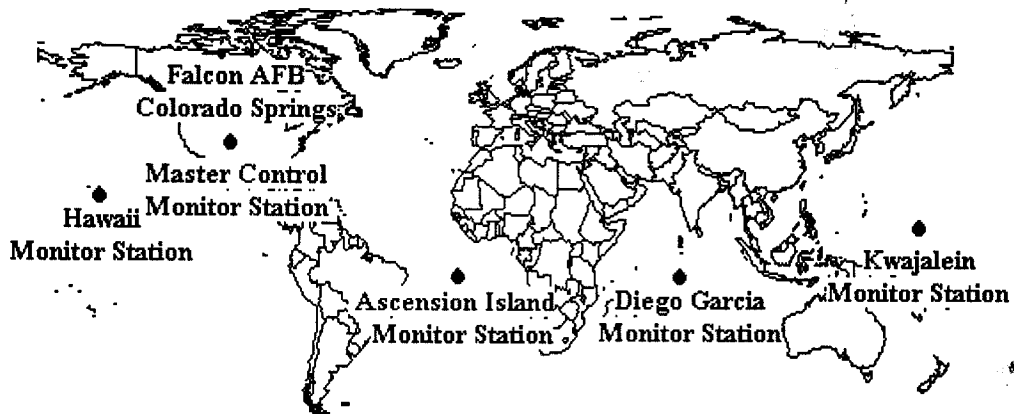 Falcon AFB
Colorado Springs
Master Control
Monitor Station
Hawaii
Monitor Station
Ascension Island
Monitor Station
Diego Garcia
Monitor Station
Kwajalein
Monitor Station